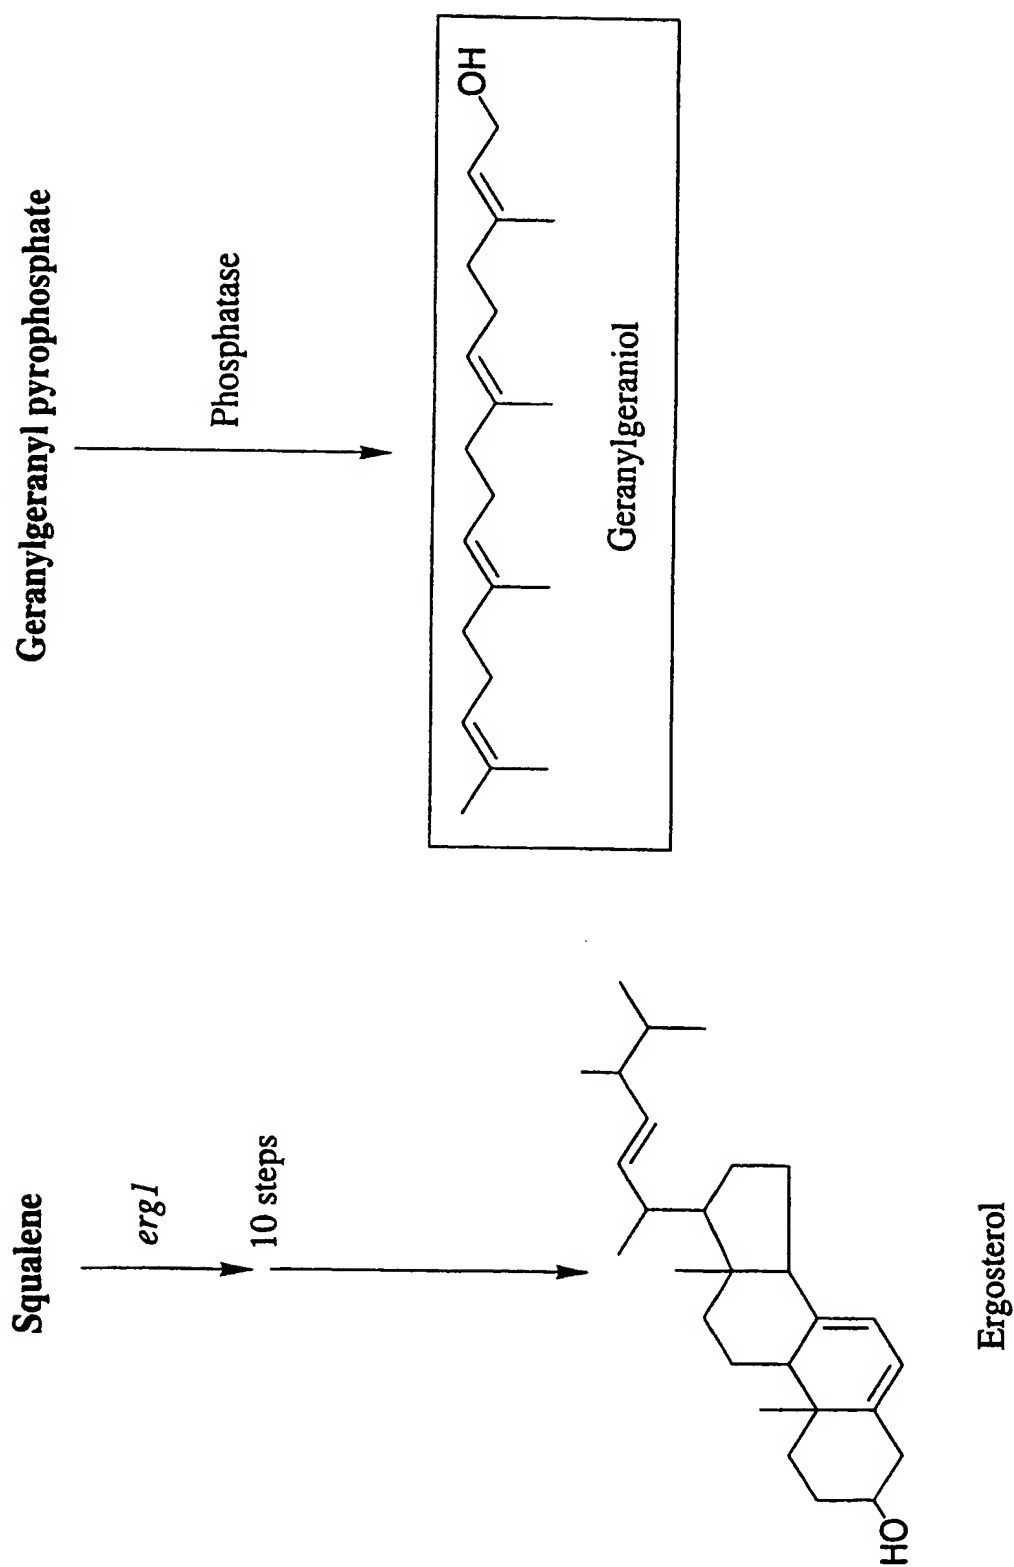 Squalene
erg1
10 steps
HO
Ergosterol
Geranylgeranyl pyrophosphate
Phosphatase
OH
Geranylgeraniol